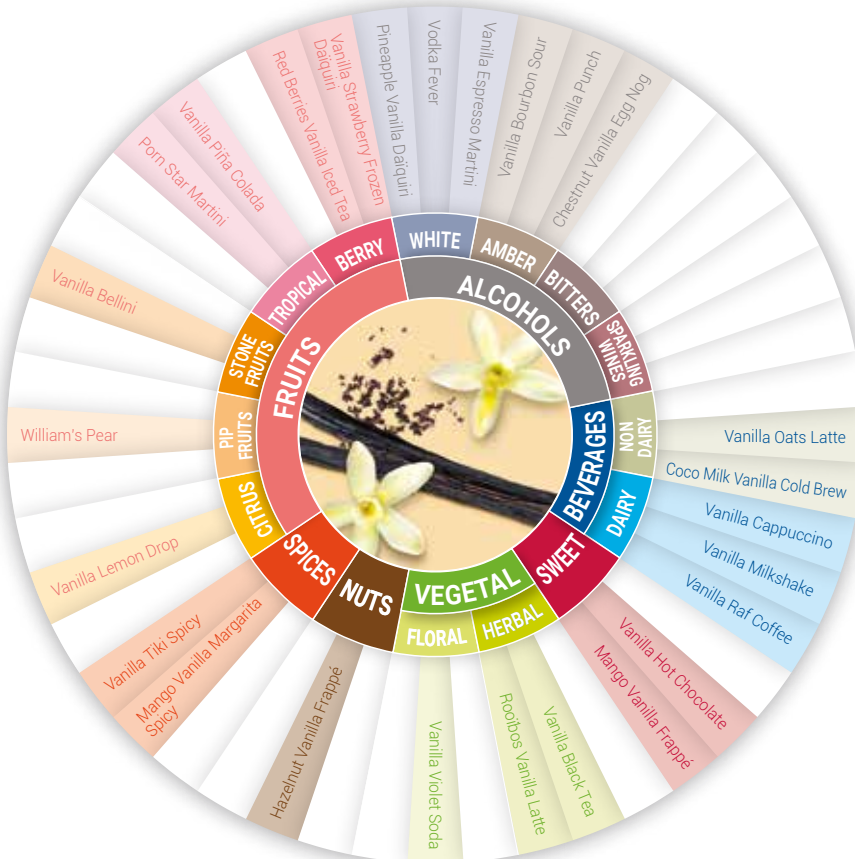 Vanilla Piña Colada
Porn Star Martini
Red Berries Vanilla Iced Tea
Vanilla Strawberry Frozen
Daïquiri
Pineapple Vanilla Daïquiri
Vodka Fever
Vanilla Espresso Martini
Vanilla Bourbon Sour
Vanilla Punch
Chestnut Vanilla Egg Nog
Vanilla Oats Latte
Coco Milk Vanilla Cold Brew
Vanilla Cappuccino
Vanilla Milkshake
Vanilla Raf Coffee
Vanilla Hot Chocolate
Mango Vanilla Frappé
Vanilla Black Tea
Rooïbos Vanilla Latte
Vanilla Violet Soda
Hazelnut Vanilla Frappé
Mango Vanilla Margarita
Spicy
Vanilla Tiki Spicy
Vanilla Lemon Drop
William's Pear
Vanilla Bellini
TROPICAL
BERRY
WHITE
AMBER
BITTERS
SPARKLING
WINES
NON
DAIRY
DAIRY
SWEET
HERBAL
FLORAL
NUTS
SPICES
CITRUS
PIP
FRUITS
STONE
FRUITS
FRUITS
ALCOHOLS
BEVERAGES
VEGETAL